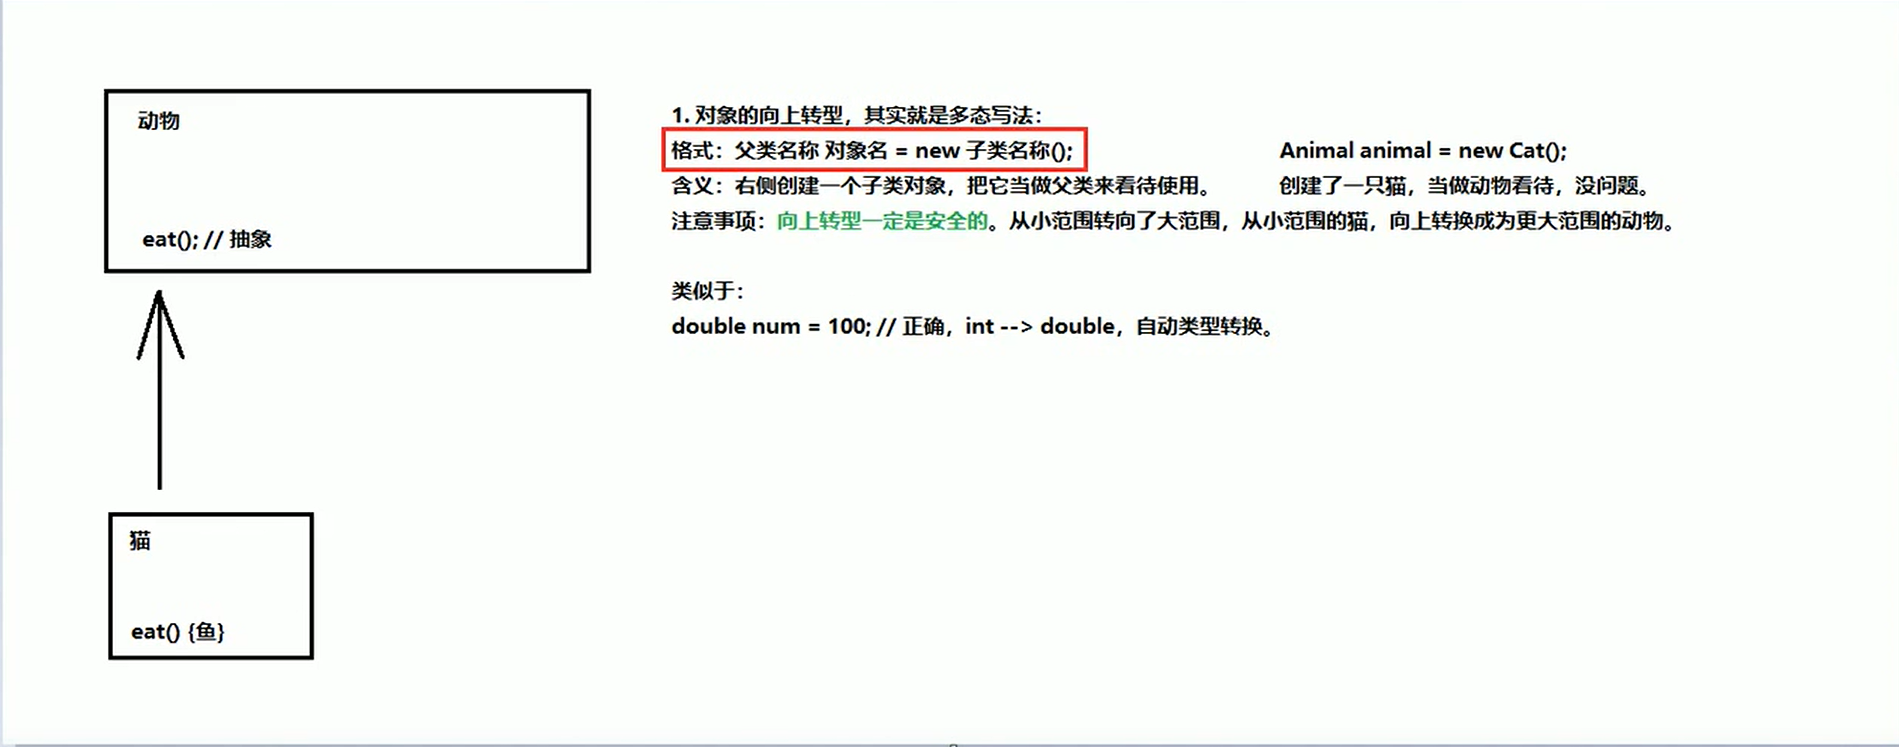 动物
eat(); // 抽象
猫
eat() {鱼}
1. 对象的向上转型，其实就是多态写法：
格式：父类名称 对象名 = new 子类名称();
Animal animal = new Cat();
含义：右侧创建一个子类对象，把它当做父类来看待使用。
创建了一只猫，当做动物看待，没问题。
注意事项：向上转型一定是安全的。从小范围转向了大范围，从小范围的猫，向上转换成为更大范围的动物。
类似于：
double num = 100; // 正确，int --> double，自动类型转换。